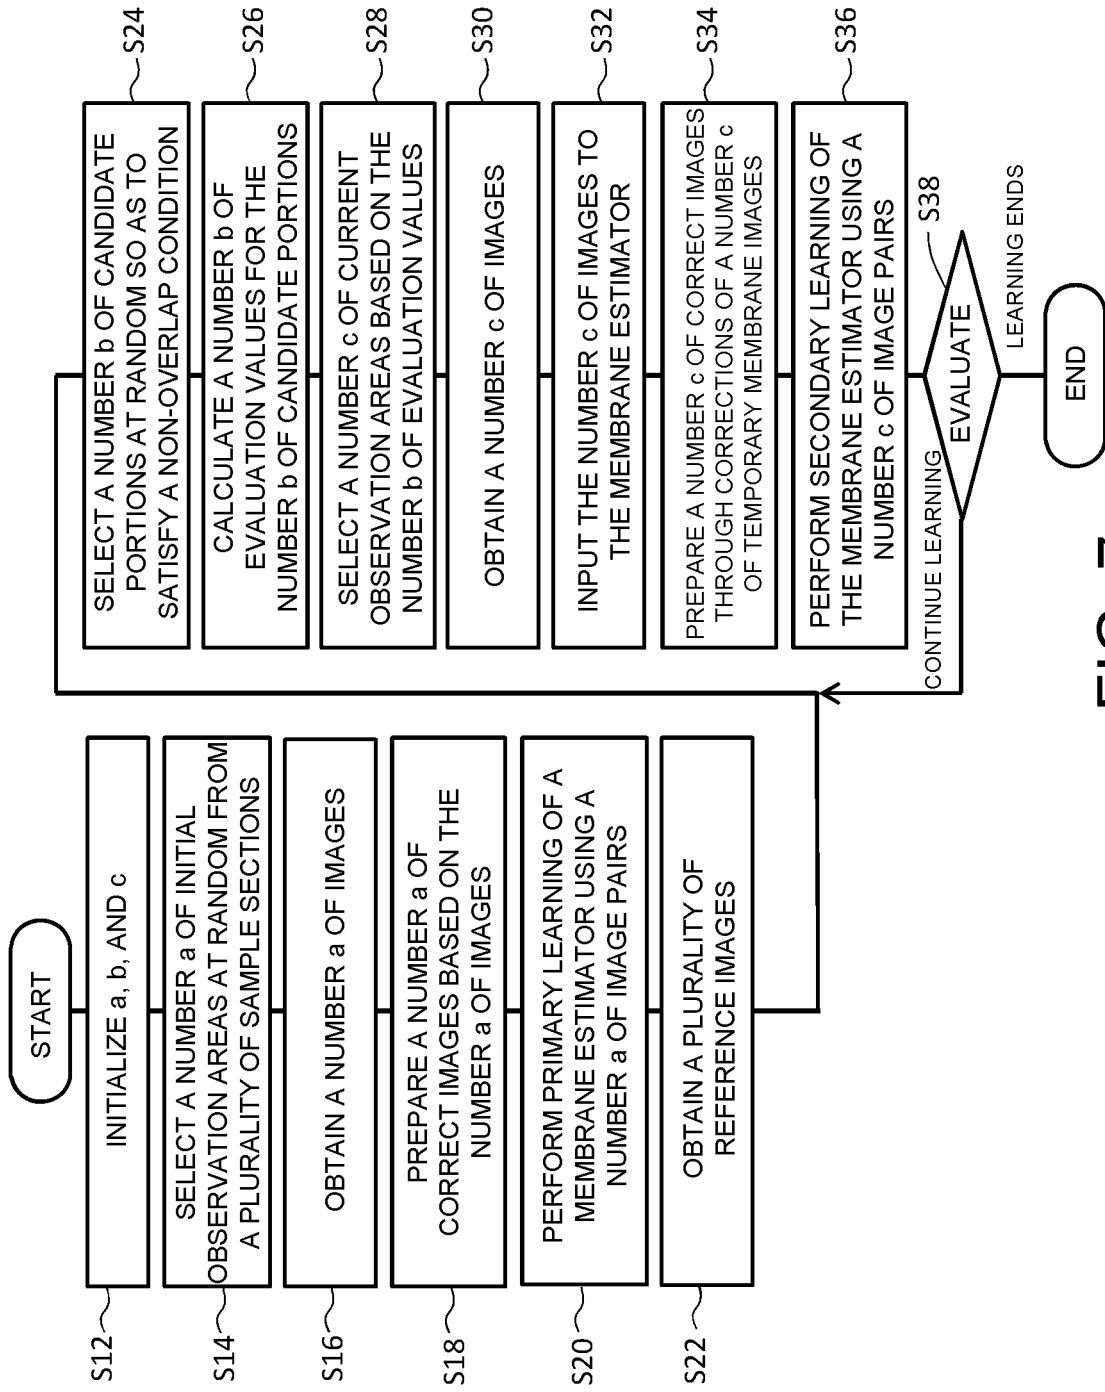 START
INITIALIZE a, b, AND c
S12
SELECT A NUMBER a OF INITIAL
OBSERVATION AREAS AT RANDOM FROM
A PLURALITY OF SAMPLE SECTIONS
S14
OBTAIN A NUMBER a OF IMAGES
S16
PREPARE A NUMBER a OF
CORRECT IMAGES BASED ON THE
NUMBER a OF IMAGES
S18
PERFORM PRIMARY LEARNING OF A
MEMBRANE ESTIMATOR USING A
NUMBER a OF IMAGE PAIRS
S20
OBTAIN A PLURALITY OF
REFERENCE IMAGES
S22
SELECT A NUMBER b OF CANDIDATE
PORTIONS AT RANDOM SO AS TO
SATISFY A NON-OVERLAP CONDITION
S24
CALCULATE A NUMBER b OF
EVALUATION VALUES FOR THE
NUMBER b OF CANDIDATE PORTIONS
S26
SELECT A NUMBER c OF CURRENT
OBSERVATION AREAS BASED ON THE
NUMBER b OF EVALUATION VALUES
S28
OBTAIN A NUMBER c OF IMAGES
S30
INPUT THE NUMBER c OF IMAGES TO
THE MEMBRANE ESTIMATOR
S32
PREPARE A NUMBER c OF CORRECT IMAGES
THROUGH CORRECTIONS OF A NUMBER c
OF TEMPORARY MEMBRANE IMAGES
S34
PERFORM SECONDARY LEARNING OF
THE MEMBRANE ESTIMATOR USING A
NUMBER c OF IMAGE PAIRS
S36
CONTINUE LEARNING
EVALUATE
S38
LEARNING ENDS
END